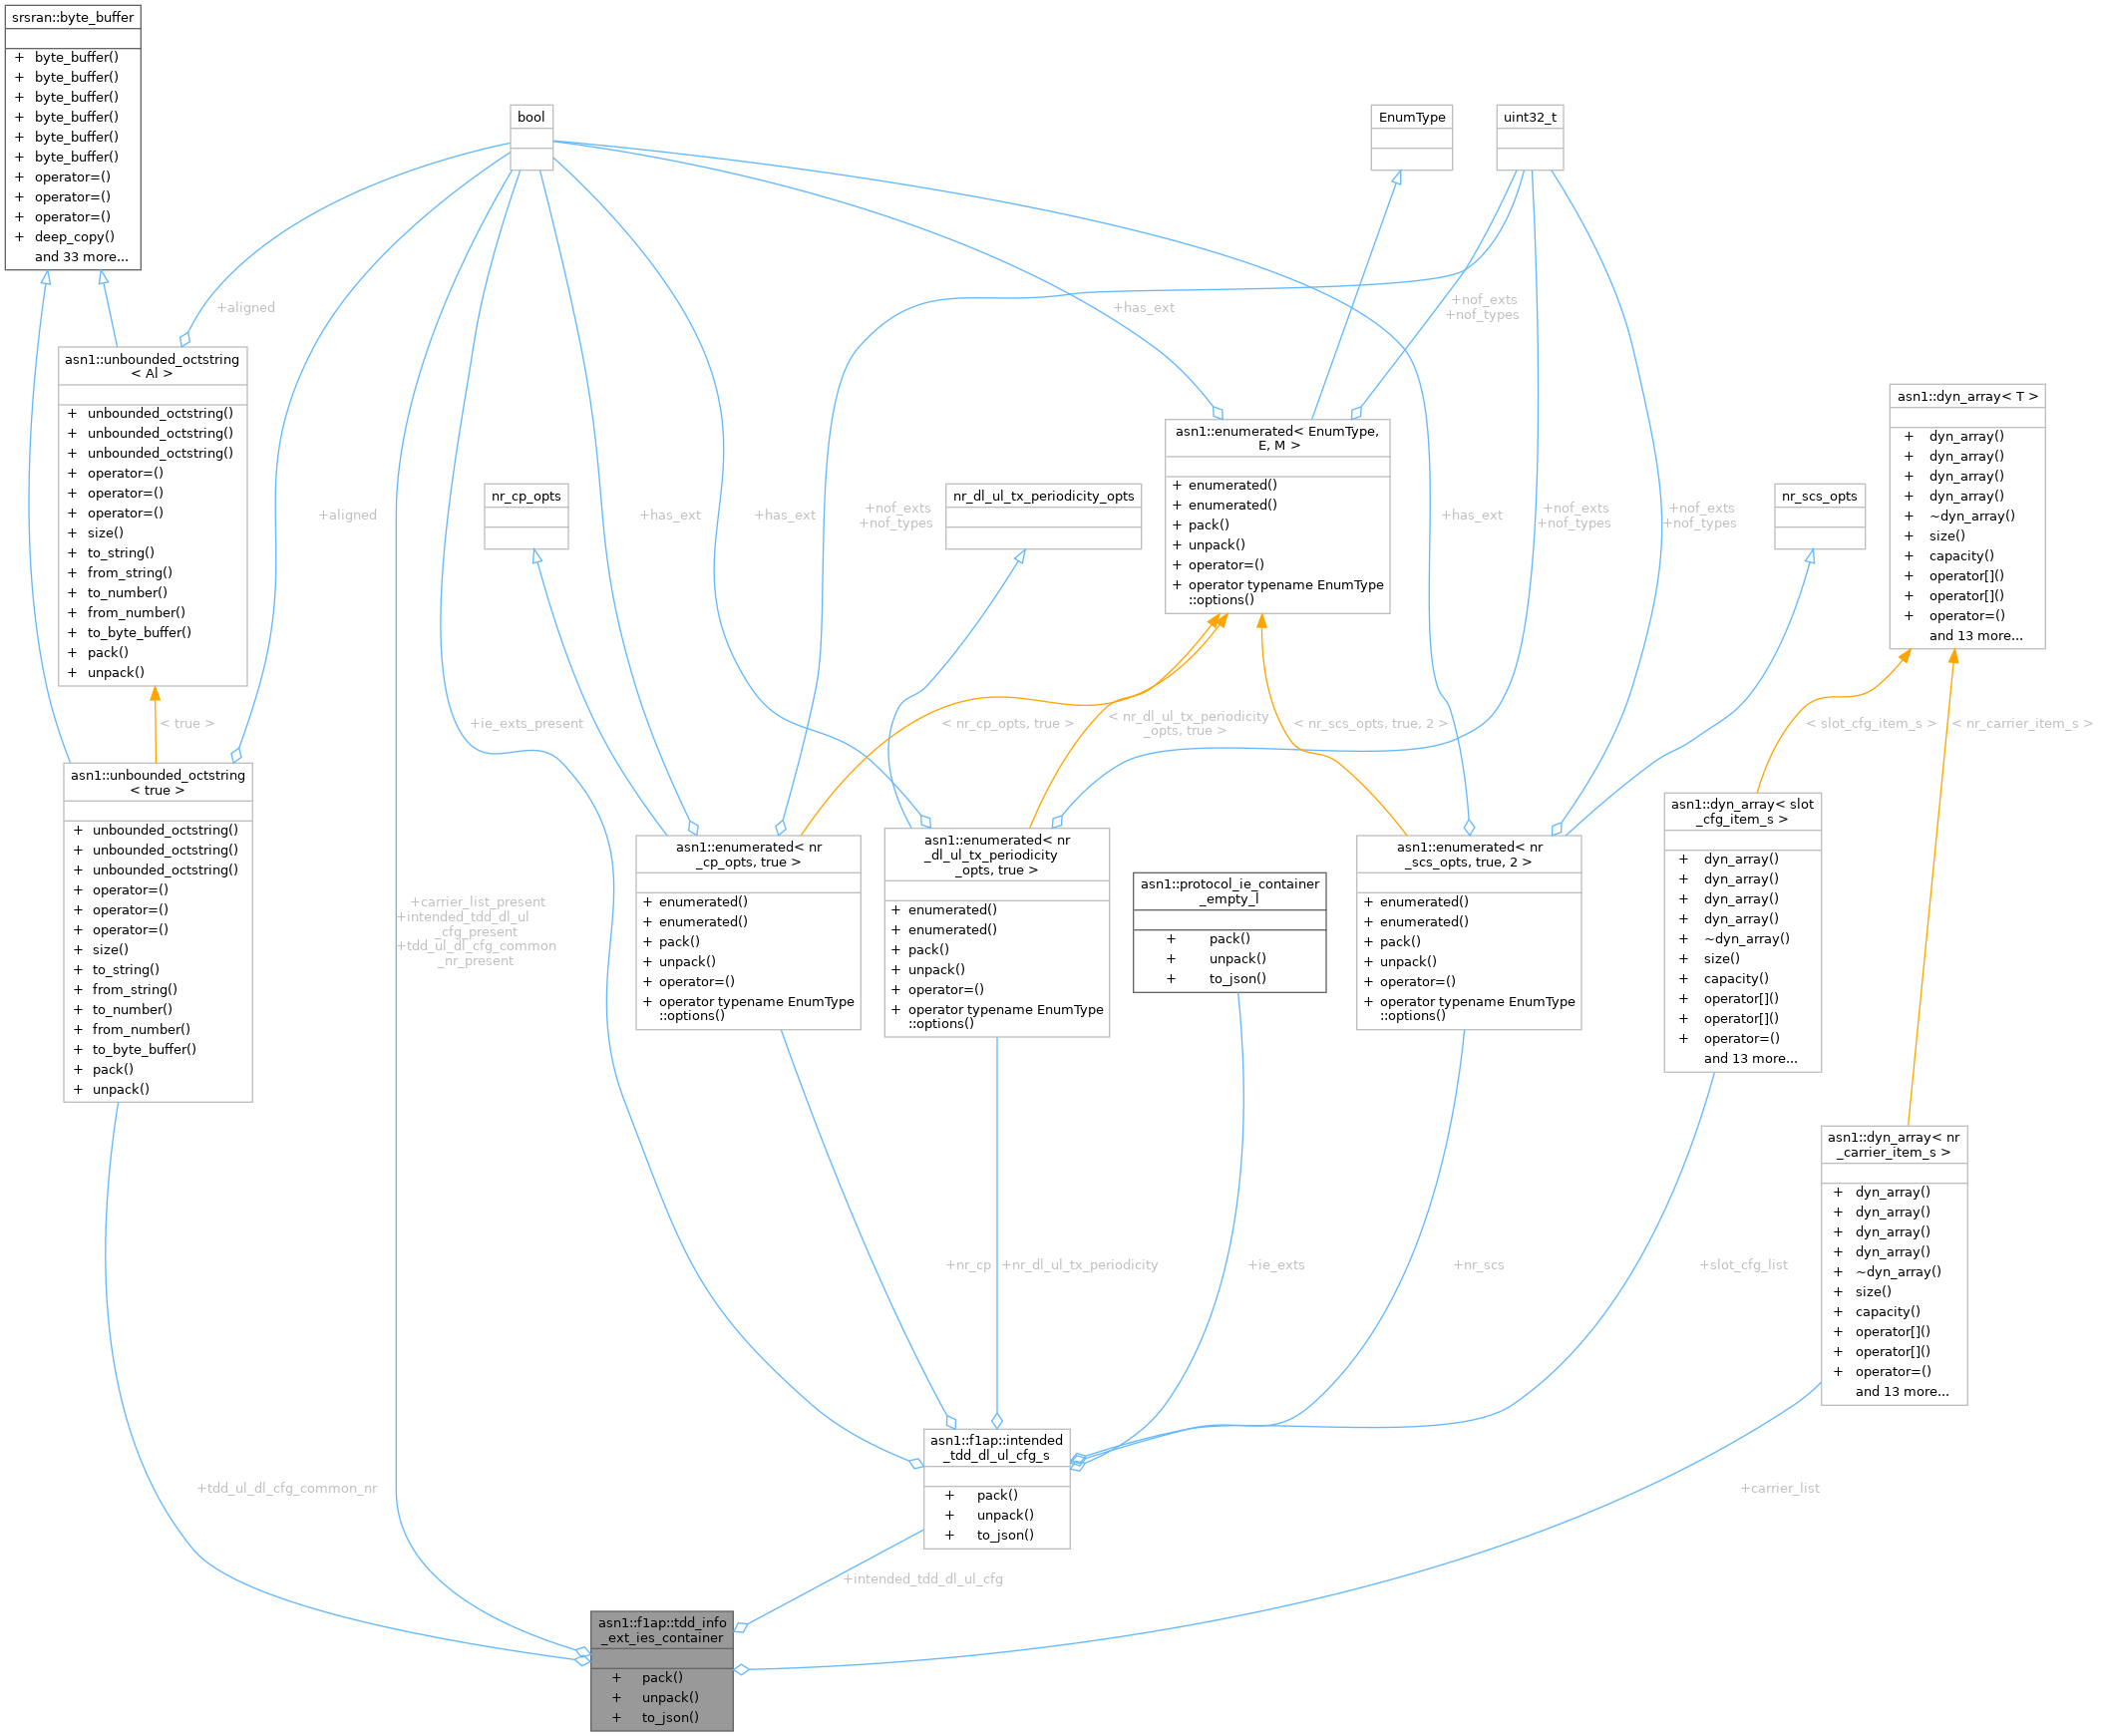 srsran::byte_buffer
+ byte_buffer()
+ byte_buffer()
+ byte_buffer()
+ byte_buffer()
+ byte_buffer()
+ byte_buffer()
+ operator=()
+ operator=()
+ operator=()
+ deep_copy()
and 33 more...
bool
EnumType
uint32_t
+aligned
+has_ext
+nof_exts
+nof_types
asn1::unbounded_octstring
< Al >
+ unbounded_octstring()
+ unbounded_octstring()
+ unbounded_octstring()
+ operator=()
+ operator=()
+ operator=()
+ size()
+ to_string()
+ from_string()
+ to_number()
+ from_number()
+ to_byte_buffer()
+ pack()
+ unpack()
asn1::enumerated< EnumType,
E, M >
+ enumerated()
+ enumerated()
+ pack()
+ unpack()
+ operator=()
+ operator typename EnumType
::options()
asn1::dyn_array< T >
+ dyn_array()
+ dyn_array()
+ dyn_array()
+ dyn_array()
+ ~dyn_array()
+ size()
+ capacity()
+ operator[]()
+ operator[]()
+ operator=()
and 13 more...
nr_cp_opts
nr_dl_ul_tx_periodicity_opts
nr_scs_opts
+aligned
+has_ext
+has_ext
+nof_exts
+nof_types
+has_ext
+nof_exts
+nof_types
+nof_exts
+nof_types
< true >
+ie_exts_present
< nr_cp_opts, true >
< nr_dl_ul_tx_periodicity
_opts, true >
< nr_scs_opts, true, 2 >
< slot_cfg_item_s >
< nr_carrier_item_s >
asn1::unbounded_octstring
< true >
+ unbounded_octstring()
+ unbounded_octstring()
+ unbounded_octstring()
+ operator=()
+ operator=()
+ operator=()
+ size()
+ to_string()
+ from_string()
+ to_number()
+ from_number()
+ to_byte_buffer()
+ pack()
+ unpack()
+carrier_list_present
+intended_tdd_dl_ul
_cfg_present
+tdd_ul_dl_cfg_common
_nr_present
asn1::enumerated< nr
_cp_opts, true >
+ enumerated()
+ enumerated()
+ pack()
+ unpack()
+ operator=()
+ operator typename EnumType
::options()
asn1::enumerated< nr
_dl_ul_tx_periodicity
_opts, true >
+ enumerated()
+ enumerated()
+ pack()
+ unpack()
+ operator=()
+ operator typename EnumType
::options()
asn1::protocol_ie_container
_empty_l
+ pack()
+ unpack()
+ to_json()
asn1::enumerated< nr
_scs_opts, true, 2 >
+ enumerated()
+ enumerated()
+ pack()
+ unpack()
+ operator=()
+ operator typename EnumType
::options()
asn1::dyn_array< slot
_cfg_item_s >
+ dyn_array()
+ dyn_array()
+ dyn_array()
+ dyn_array()
+ ~dyn_array()
+ size()
+ capacity()
+ operator[]()
+ operator[]()
+ operator=()
and 13 more...
asn1::dyn_array< nr
_carrier_item_s >
+ dyn_array()
+ dyn_array()
+ dyn_array()
+ dyn_array()
+ ~dyn_array()
+ size()
+ capacity()
+ operator[]()
+ operator[]()
+ operator=()
and 13 more...
+nr_cp
+nr_dl_ul_tx_periodicity
+ie_exts
+nr_scs
+slot_cfg_list
asn1::f1ap::intended
_tdd_dl_ul_cfg_s
+ pack()
+ unpack()
+ to_json()
+tdd_ul_dl_cfg_common_nr
+carrier_list
+intended_tdd_dl_ul_cfg
asn1::f1ap::tdd_info
_ext_ies_container
+ pack()
+ unpack()
+ to_json()